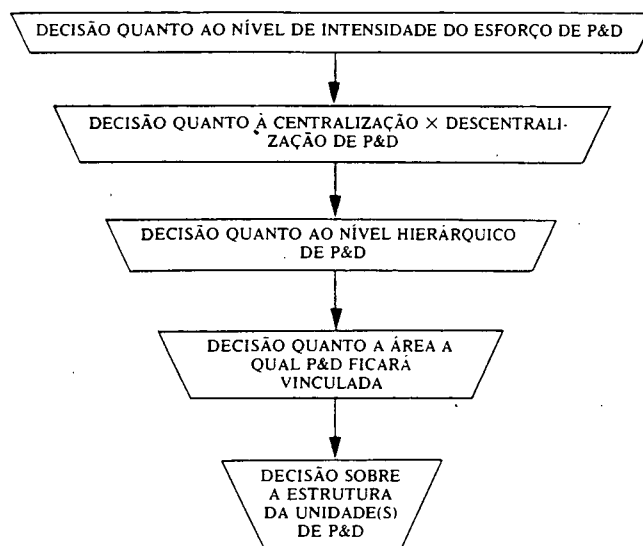 DECISÃO QUANTO AO NÍVEL DE INTENSIDADE DO ESFORÇO DE P&D
DECISÃO QUANTO À CENTRALIZAÇÃO × DESCENTRALI-
ZAÇÃO DE P&D
DECISÃO QUANTO AO NÍVEL HIERÁRQUICO
DE P&D
DECISÃO QUANTO A ÁREA A
QUAL P&D FICARÁ
VINCULADA
DECISÃO SOBRE
A ESTRUTURA
DA UNIDADE(S)
DE P&D